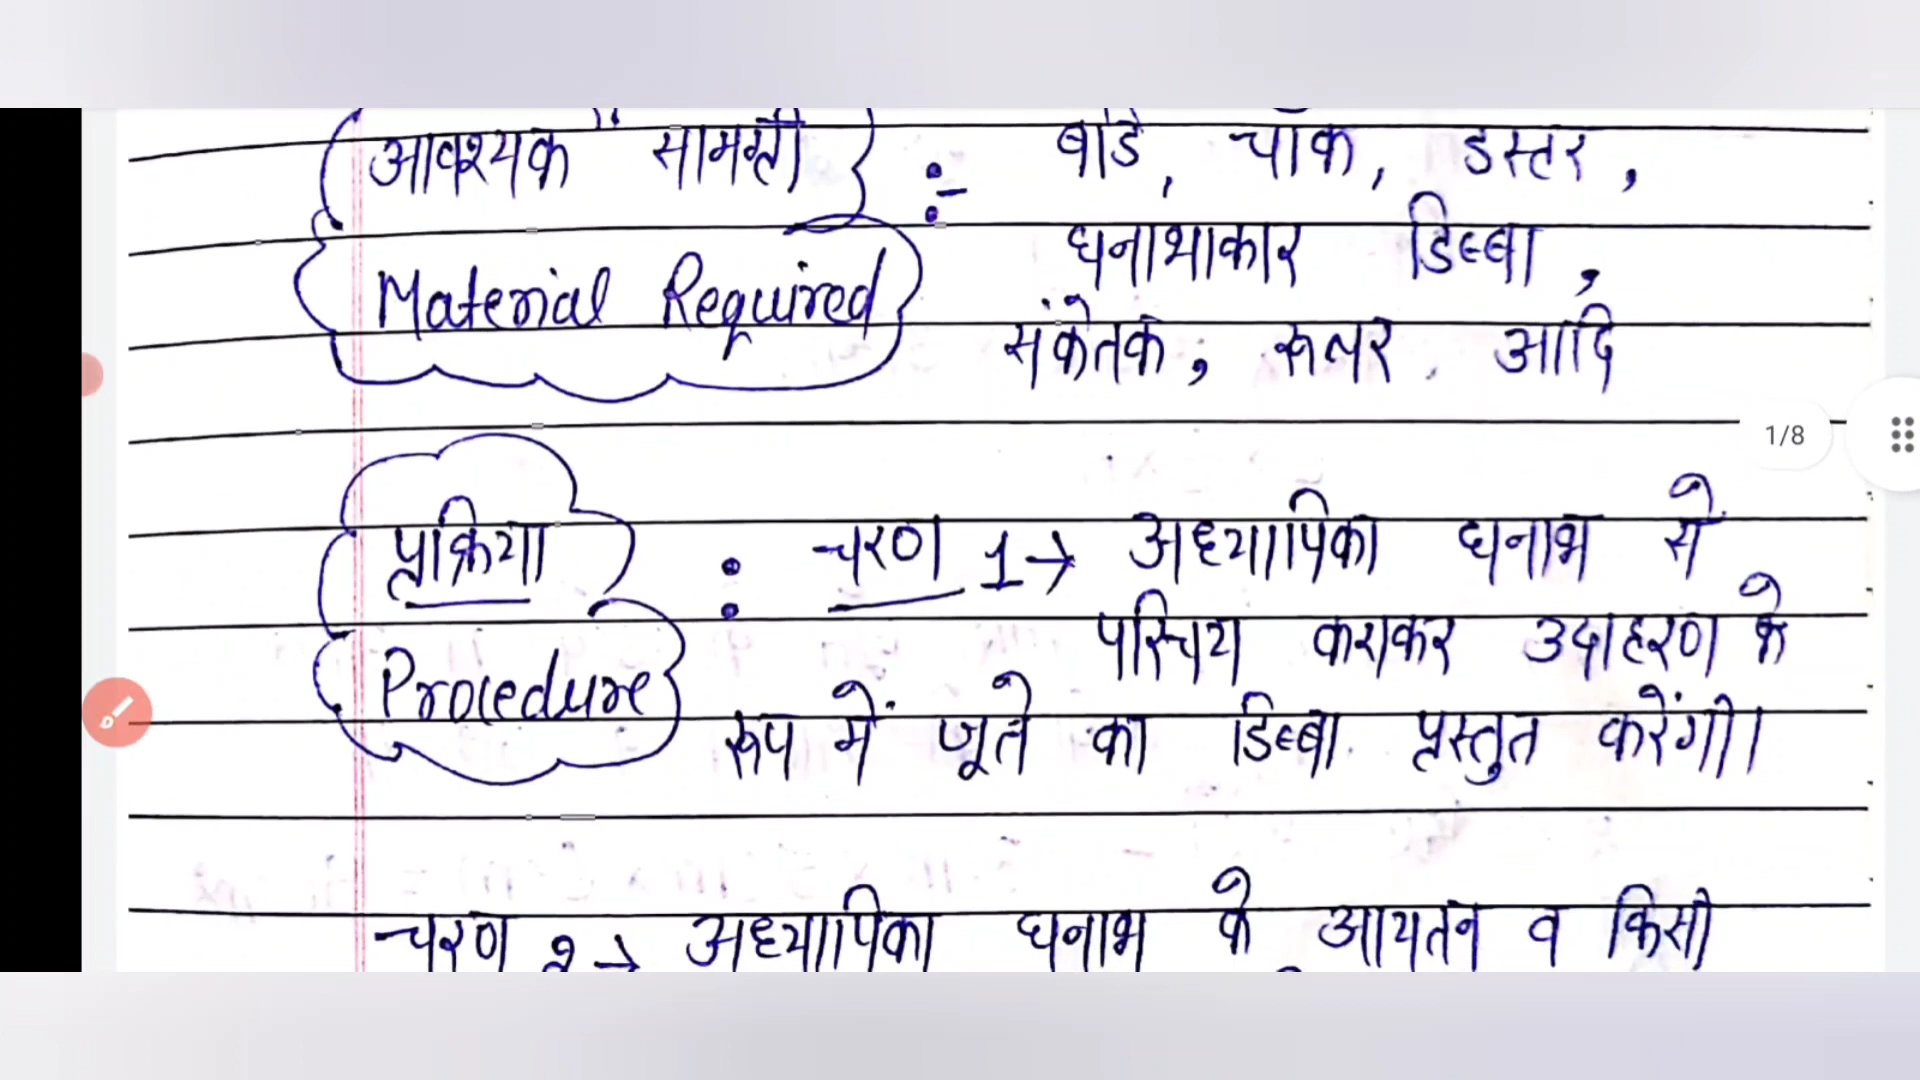 आवश्यक सामग्री :- बोर्ड, चॉक, डस्टर,
Material Required
घनाभाकार डिब्बा,
संकेतक, रूलर आदि
1/8
प्रक्रिया : चरण 1→ अध्यापिका घनाभ से
Procedure
परिचय कराकर उदाहरण के
रूप में जूते का डिब्बा प्रस्तुत करेंगी।
चरण 2→ अध्यापिका घनाभ के आयतन व किसी